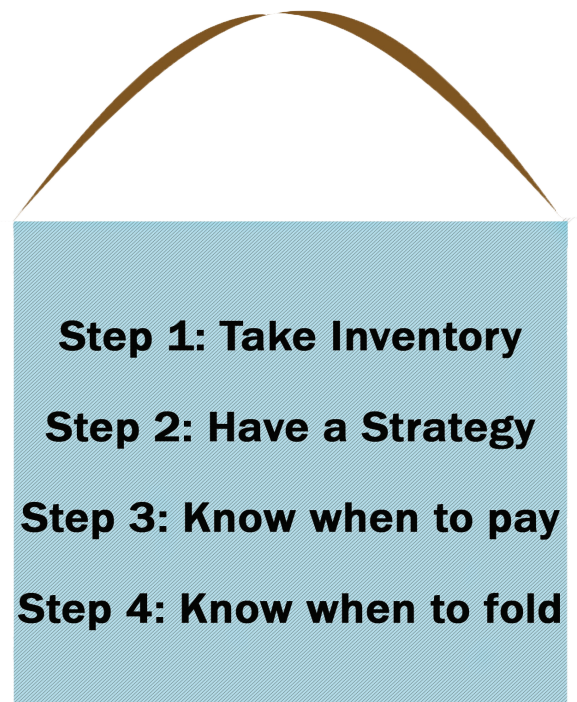 Step 1: Take Inventory
Step 2: Have a Strategy
Step 3: Know when to pay
Step 4: Know when to fold